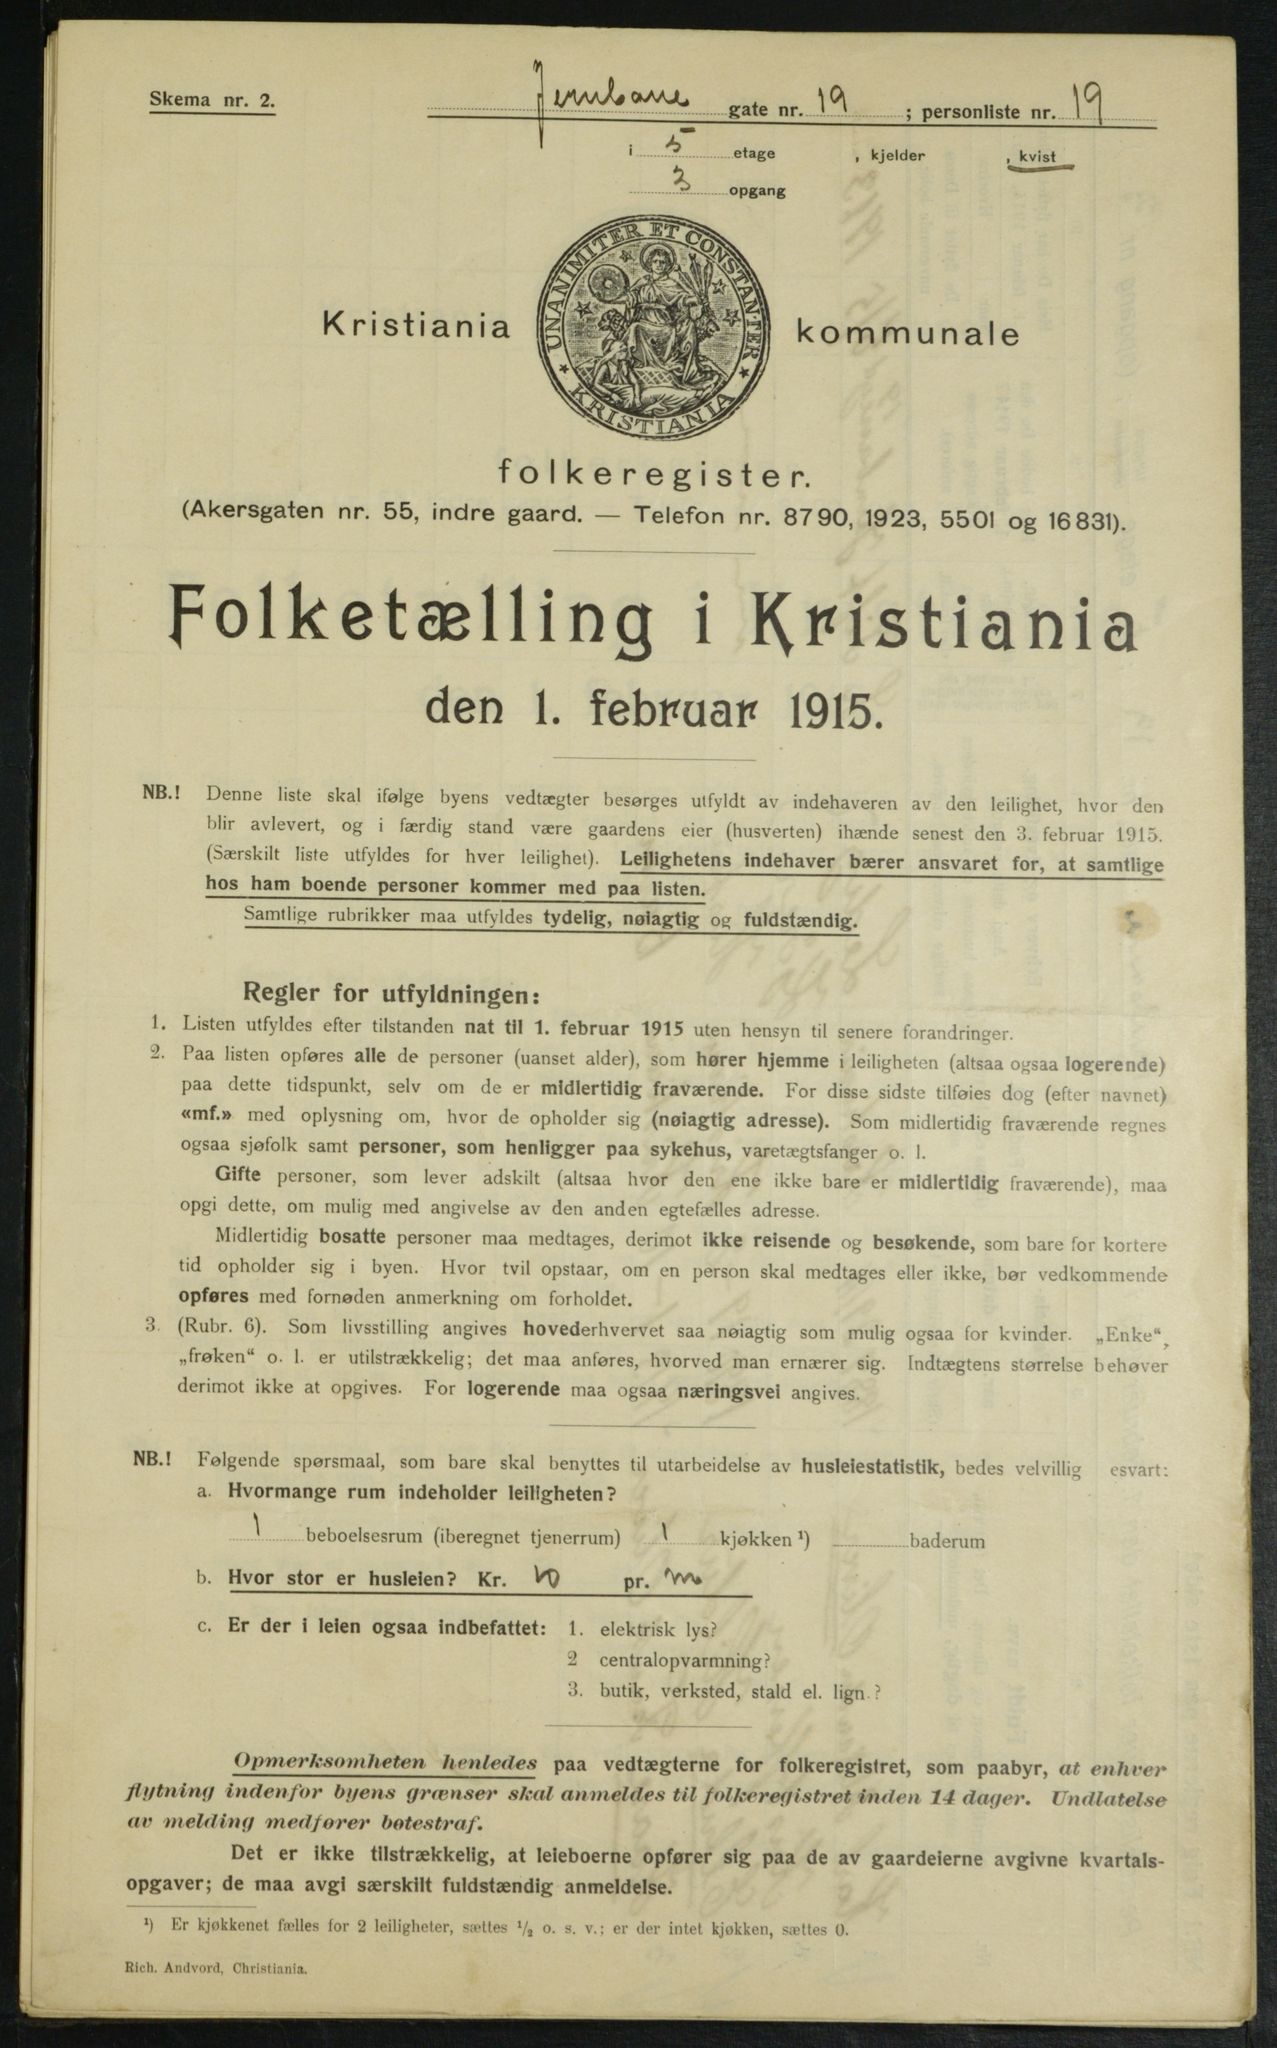 Skema nr. 2.
Jernbane gate nr. 19 ; personliste nr. 19
i 5 etage , kjelder , kvist
3 opgang
UNANIMITER ET CONSTANTER
KRISTIANIA
Kristiania kommunale
folkeregister.
(Akersgaten nr. 55, indre gaard. — Telefon nr. 8790, 1923, 5501 og 16831).
Folketælling i Kristiania
den 1. februar 1915.
NB.! Denne liste skal ifølge byens vedtægter besørges utfyldt av indehaveren av den leilighet, hvor den
blir avlevert, og i færdig stand være gaardens eier (husverten) ihænde senest den 3. februar 1915.
(Særskilt liste utfyldes for hver leilighet). Leilighetens indehaver bærer ansvaret for, at samtlige
hos ham boende personer kommer med paa listen.
Samtlige rubrikker maa utfyldes tydelig, nøiagtig og fuldstændig.
Regler for utfyldningen:
1. Listen utfyldes efter tilstanden nat til 1. februar 1915 uten hensyn til senere forandringer.
2. Paa listen opføres alle de personer (uanset alder), som hører hjemme i leiligheten (altsaa ogsaa logerende)
paa dette tidspunkt, selv om de er midlertidig fraværende. For disse sidste tilføies dog (efter navnet)
«mf.» med oplysning om, hvor de opholder sig (nøiagtig adresse). Som midlertidig fraværende regnes
ogsaa sjøfolk samt personer, som henligger paa sykehus, varetægtsfanger o. l.
Gifte personer, som lever adskilt (altsaa hvor den ene ikke bare er midlertidig fraværende), maa
opgi dette, om mulig med angivelse av den anden egtefælles adresse.
Midlertidig bosatte personer maa medtages, derimot ikke reisende og besøkende, som bare for kortere
tid opholder sig i byen. Hvor tvil opstaar, om en person skal medtages eller ikke, bør vedkommende
opføres med fornøden anmerkning om forholdet.
3. (Rubr. 6). Som livsstilling angives hovederhvervet saa nøiagtig som mulig ogsaa for kvinder. „Enke“,
„frøken“ o. l. er utilstrækkelig; det maa anføres, hvorved man ernærer sig. Indtægtens størrelse behøver
derimot ikke at opgives. For logerende maa ogsaa næringsvei angives.
NB.! Følgende spørsmaal, som bare skal benyttes til utarbeidelse av husleiestatistik, bedes velvillig esvart:
a. Hvormange rum indeholder leiligheten?
1 beboelsesrum (iberegnet tjenerrum) 1 kjøkken ¹) baderum
b. Hvor stor er husleien? Kr. 10 pr. m
c. Er der i leien ogsaa indbefattet: 1. elektrisk lys?
2 centralopvarmning?
3. butik, verksted, stald el. lign.?
Opmerksomheten henledes paa vedtægterne for folkeregistret, som paabyr, at enhver
flytning indenfor byens grænser skal anmeldes til folkeregistret inden 14 dager. Undlatelse
av melding medfører bøtestraf.
Det er ikke tilstrækkelig, at leieboerne opfører sig paa de av gaardeierne avgivne kvartals-
opgaver; de maa avgi særskilt fuldstændig anmeldelse.
¹) Er kjøkkenet fælles for 2 leiligheter, sættes ½ o. s. v.; er der intet kjøkken, sættes 0.
Rich. Andvord, Christiania.